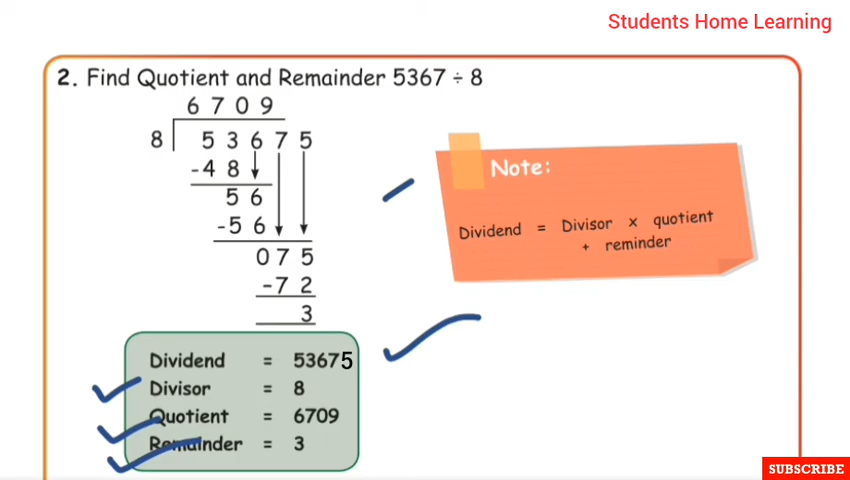 Students Home Learning
2. Find Quotient and Remainder 5367 ÷ 8
6 7 0 9
8 5 3 6 7 5
-4 8
5 6
-5 6
0 7 5
-7 2
3
Note:
Dividend = Divisor x quotient
+ reminder
Dividend = 53675
Divisor = 8
Quotient = 6709
Remainder = 3
SUBSCRIBE